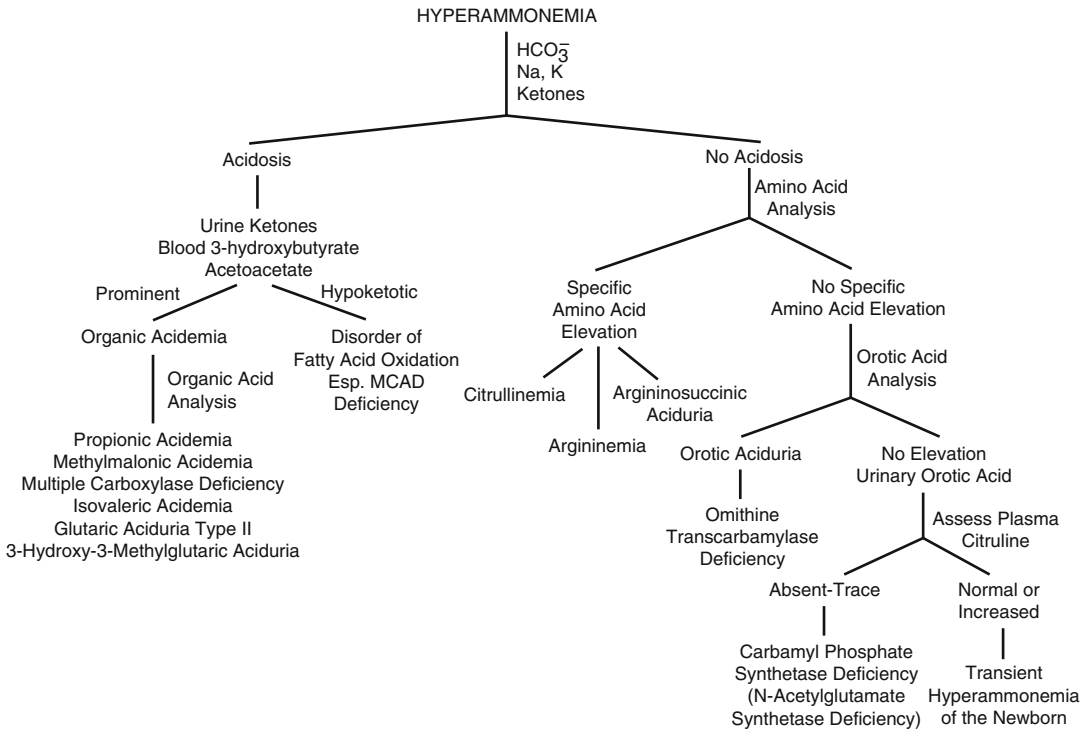 HYPERAMMONEMIA
HCO3̄
Na, K
Ketones
Acidosis
No Acidosis
Amino Acid
Analysis
Urine Ketones
Blood 3-hydroxybutyrate
Acetoacetate
Prominent
Hypoketotic
Organic Acidemia
Disorder of
Fatty Acid Oxidation
Esp. MCAD
Deficiency
Organic Acid
Analysis
Propionic Acidemia
Methylmalonic Acidemia
Multiple Carboxylase Deficiency
Isovaleric Acidemia
Glutaric Aciduria Type II
3-Hydroxy-3-Methylglutaric Aciduria
Specific
Amino Acid
Elevation
No Specific
Amino Acid Elevation
Citrullinemia
Argininemia
Argininosuccinic
Aciduria
Orotic Acid
Analysis
Orotic Aciduria
No Elevation
Urinary Orotic Acid
Omithine
Transcarbamylase
Deficiency
Assess Plasma
Citruline
Absent-Trace
Normal or
Increased
Carbamyl Phosphate
Synthetase Deficiency
(N-Acetylglutamate
Synthetase Deficiency)
Transient
Hyperammonemia
of the Newborn